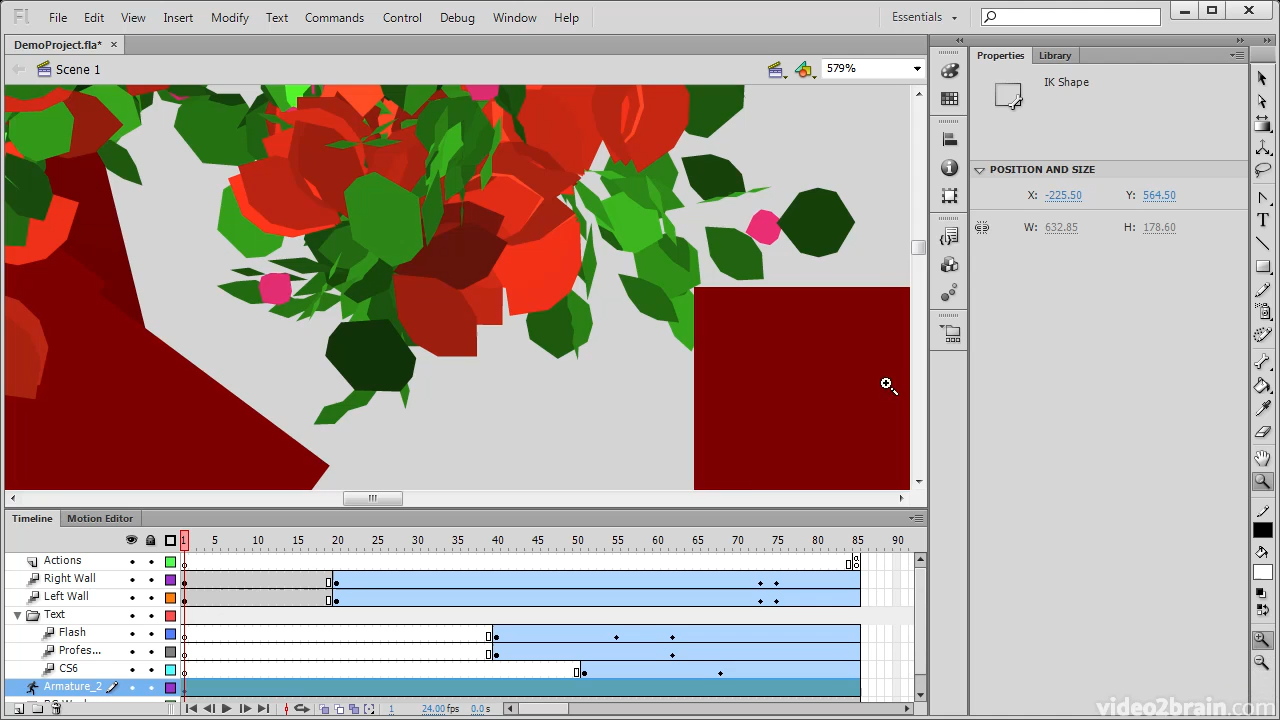 Fl File Edit View Insert Modify Text Commands Control Debug Window Help Essentials
DemoProject.fla* ×
Scene 1 579%
Properties Library
IK Shape
POSITION AND SIZE
X: -225.50 Y: 564.50
W: 632.85 H: 178.60
Timeline Motion Editor
1 5 10 15 20 25 30 35 40 45 50 55 60 65 70 75 80 85 90
Actions
Right Wall
Left Wall
Text
Flash
Profes...
CS6
Armature_2
1 24.00 fps 0.0 s
video2brain.com